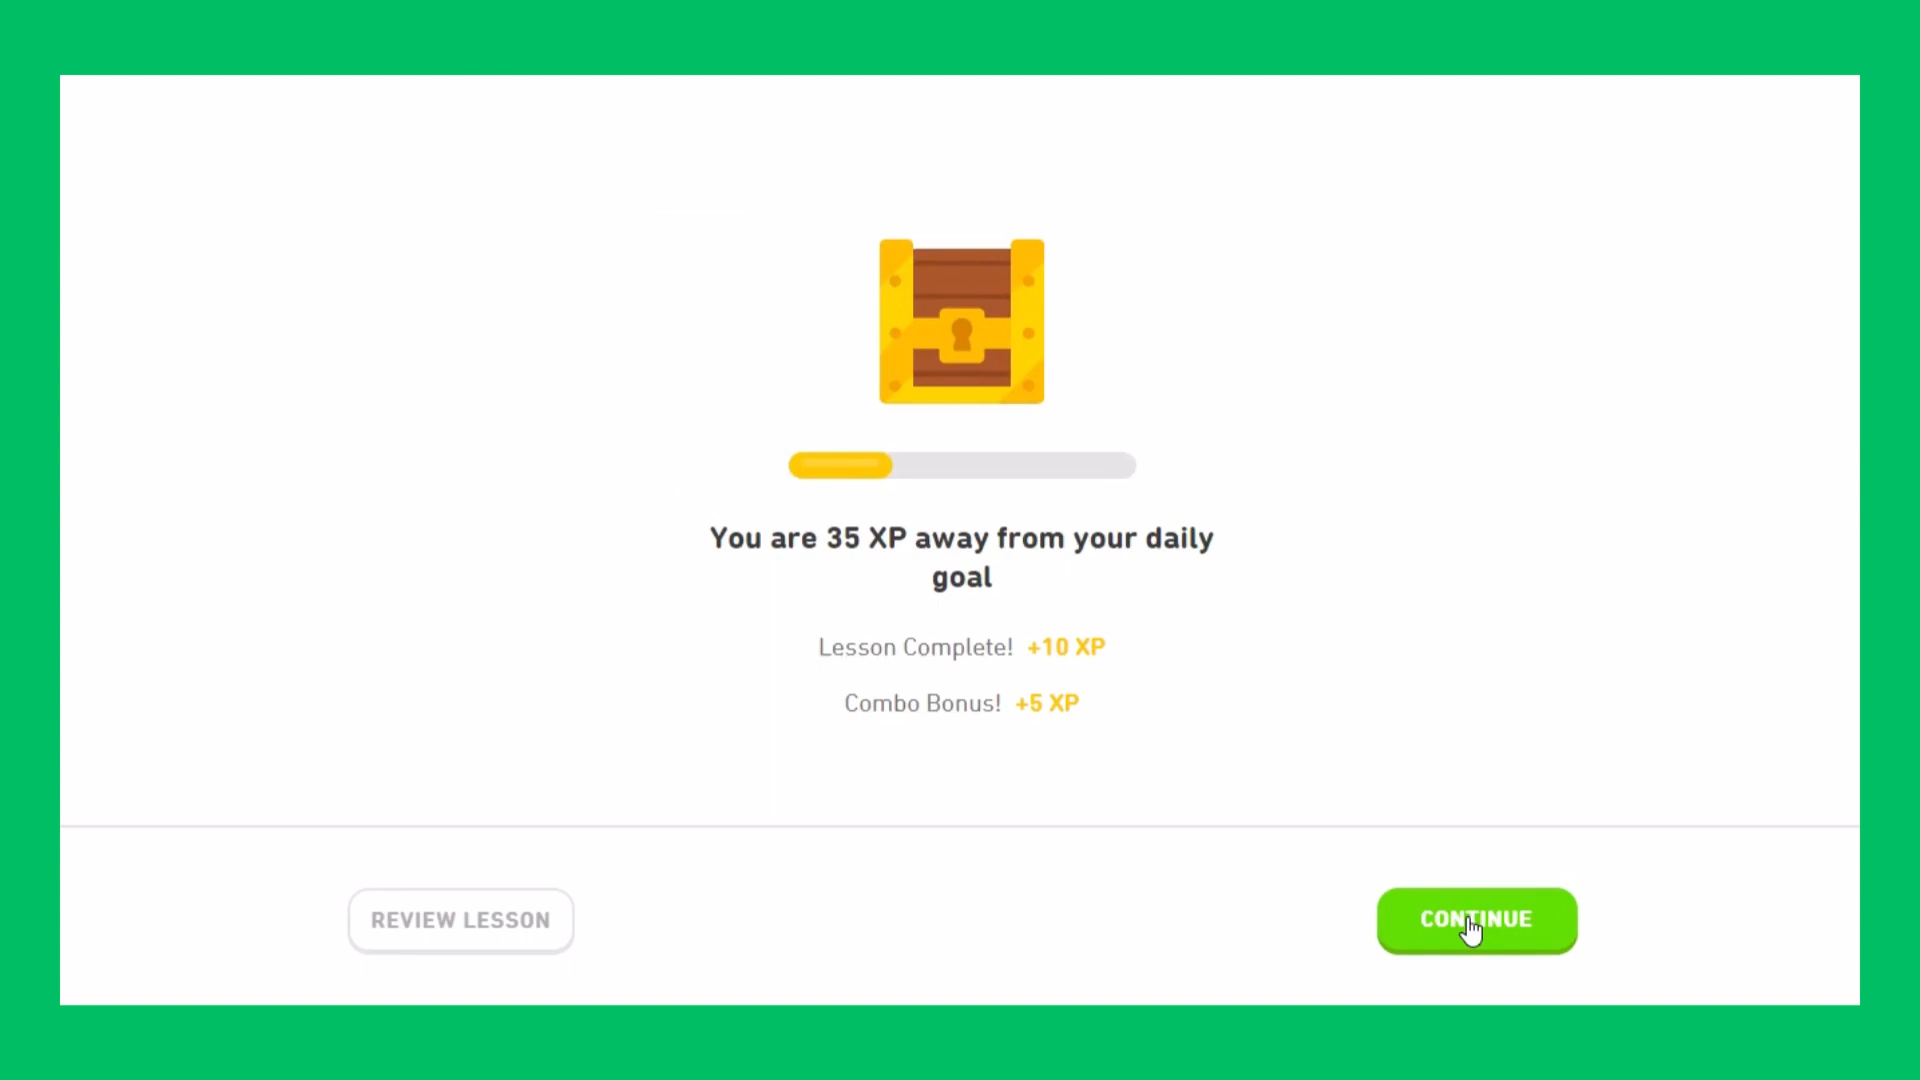 You are 35 XP away from your daily
goal
Lesson Complete! +10 XP
Combo Bonus! +5 XP
REVIEW LESSON
CONTINUE